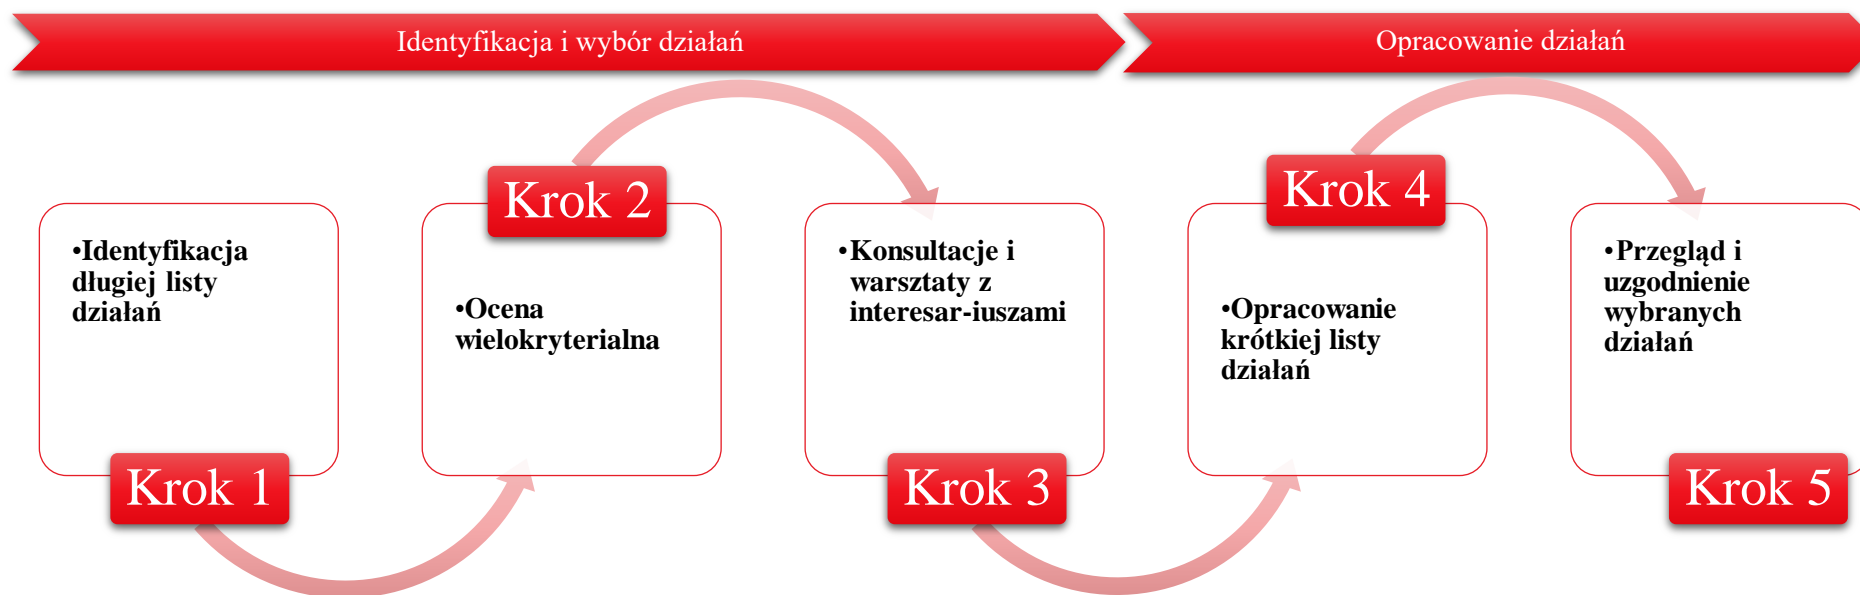 Identyfikacja i wybór działań
Opracowanie działań
•Identyfikacja
długiej listy
działań
Krok 1
Krok 2
•Ocena
wielokryterialna
•Konsultacje i
warsztaty z
interesar-iuszami
Krok 3
Krok 4
•Opracowanie
krótkiej listy
działań
•Przegląd i
uzgodnienie
wybranych
działań
Krok 5